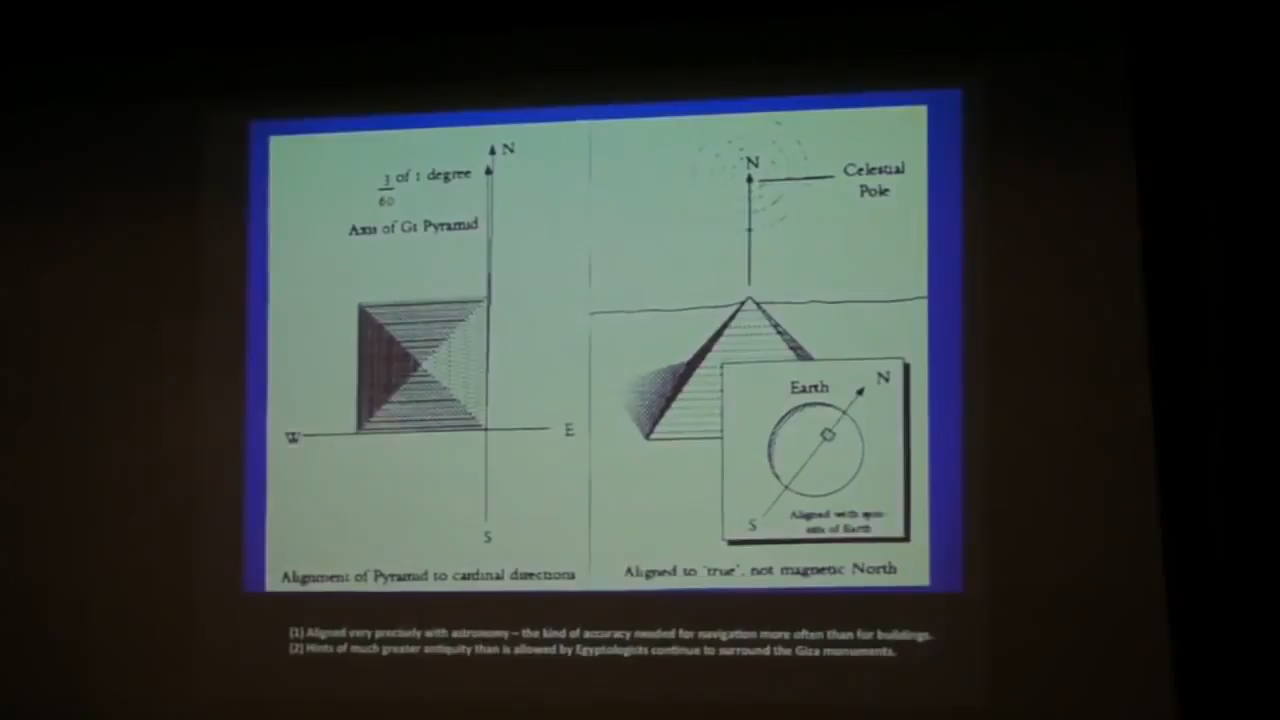 N
3 of 1 degree
60
Axis of G1 Pyramid
W
E
S
Alignment of Pyramid to cardinal directions
N
Celestial
Pole
Earth
N
S
Aligned with spin
axis of Earth
Aligned to 'true', not magnetic North
(1) Aligned very precisely with astronomy – the kind of accuracy needed for navigation more often than for buildings.
(2) Hints of much greater antiquity than is allowed by Egyptologists continue to surround the Giza monuments.